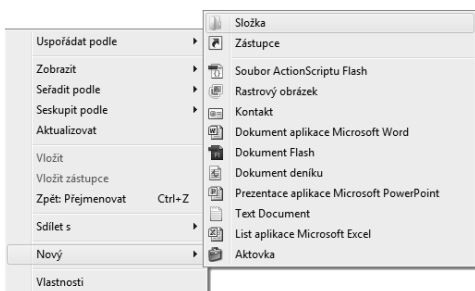 Uspořádat podle
Zobrazit
Seřadit podle
Seskupit podle
Aktualizovat
Vložit
Vložit zástupce
Zpět: Přejmenovat Ctrl+Z
Sdílet s
Nový
Vlastnosti
Složka
Zástupce
Soubor ActionScriptu Flash
Rastrový obrázek
Kontakt
Dokument aplikace Microsoft Word
Dokument Flash
Dokument deníku
Prezentace aplikace Microsoft PowerPoint
Text Document
List aplikace Microsoft Excel
Aktovka